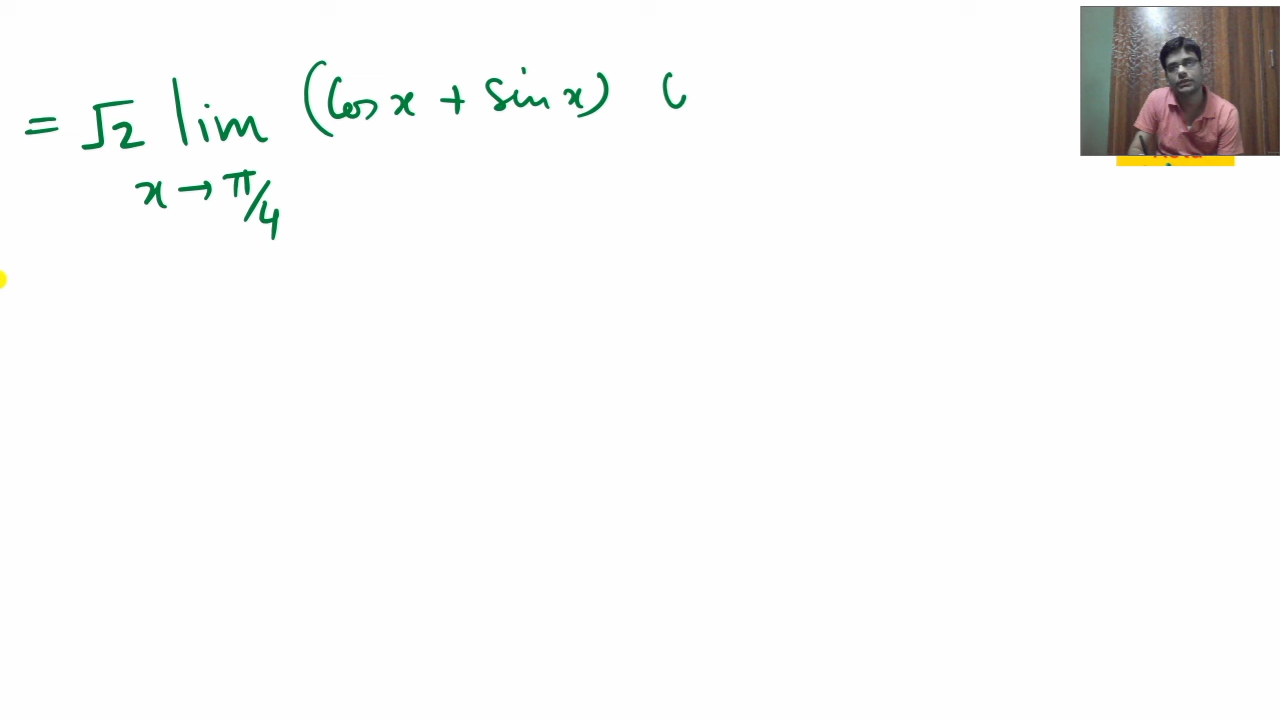 = √2 lim (cos x + sin x) (
x → π/4